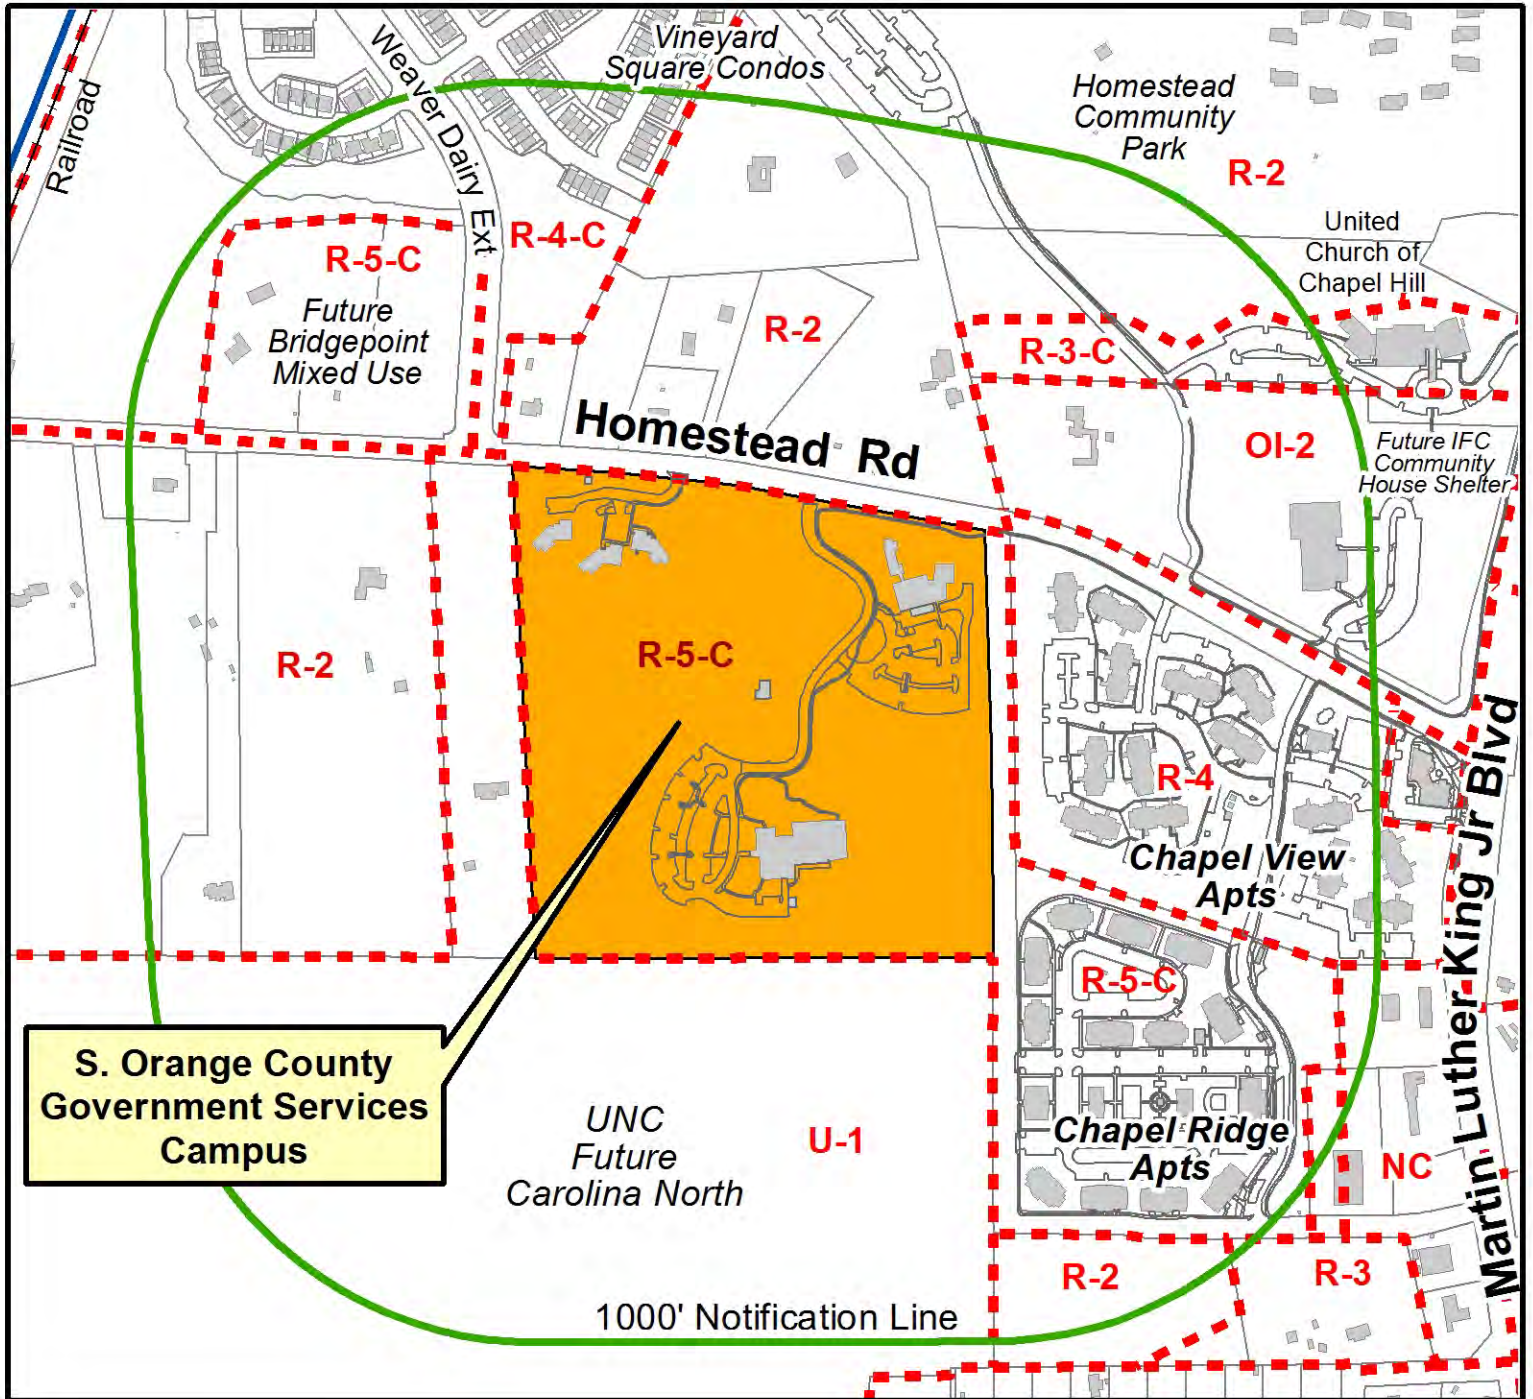 Vineyard
Square Condos
Weaver Dairy Ext
Railroad
Homestead
Community
Park
R-2
United
Church of
Chapel Hill
R-4-C
R-5-C
Future
Bridgepoint
Mixed Use
R-2
R-3-C
Homestead Rd
OI-2
Future IFC
Community
House Shelter
R-2
R-5-C
R-4
Chapel View
Apts
Martin Luther King Jr Blvd
R-5-C
S. Orange County
Government Services
Campus
UNC
Future
Carolina North
U-1
Chapel Ridge
Apts
NC
R-2
R-3
1000' Notification Line